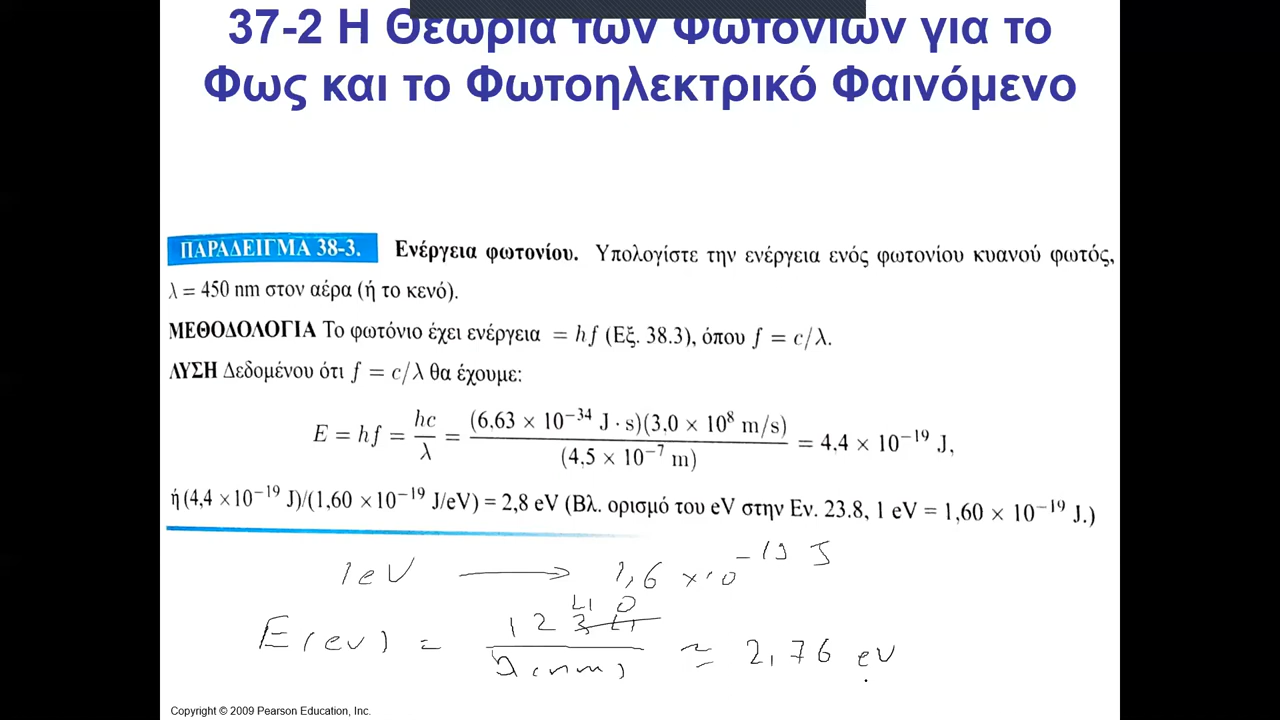 37-2 Η Θεωρία των Φωτονίων για το
Φως και το Φωτοηλεκτρικό Φαινόμενο
ΠΑΡΑΔΕΙΓΜΑ 38-3. Ενέργεια φωτονίου. Υπολογίστε την ενέργεια ενός φωτονίου κυανού φωτός,
λ = 450 nm στον αέρα (ή το κενό).
ΜΕΘΟΔΟΛΟΓΙΑ Το φωτόνιο έχει ενέργεια = hf (Εξ. 38.3), όπου f = c/λ.
ΛΥΣΗ Δεδομένου ότι f = c/λ θα έχουμε:
E = hf = hc/λ = (6,63 × 10⁻³⁴ J · s)(3,0 × 10⁸ m/s)/(4,5 × 10⁻⁷ m) = 4,4 × 10⁻¹⁹ J,
ή (4,4 ×10⁻¹⁹ J)/(1,60 ×10⁻¹⁹ J/eV) = 2,8 eV (Βλ. ορισμό του eV στην Εν. 23.8, 1 eV = 1,60 × 10⁻¹⁹ J.)
1eV → 1,6 ×10⁻¹⁹ J
E(eV) = 1240/λ(nm) ≈ 2,76 eV
Copyright © 2009 Pearson Education, Inc.